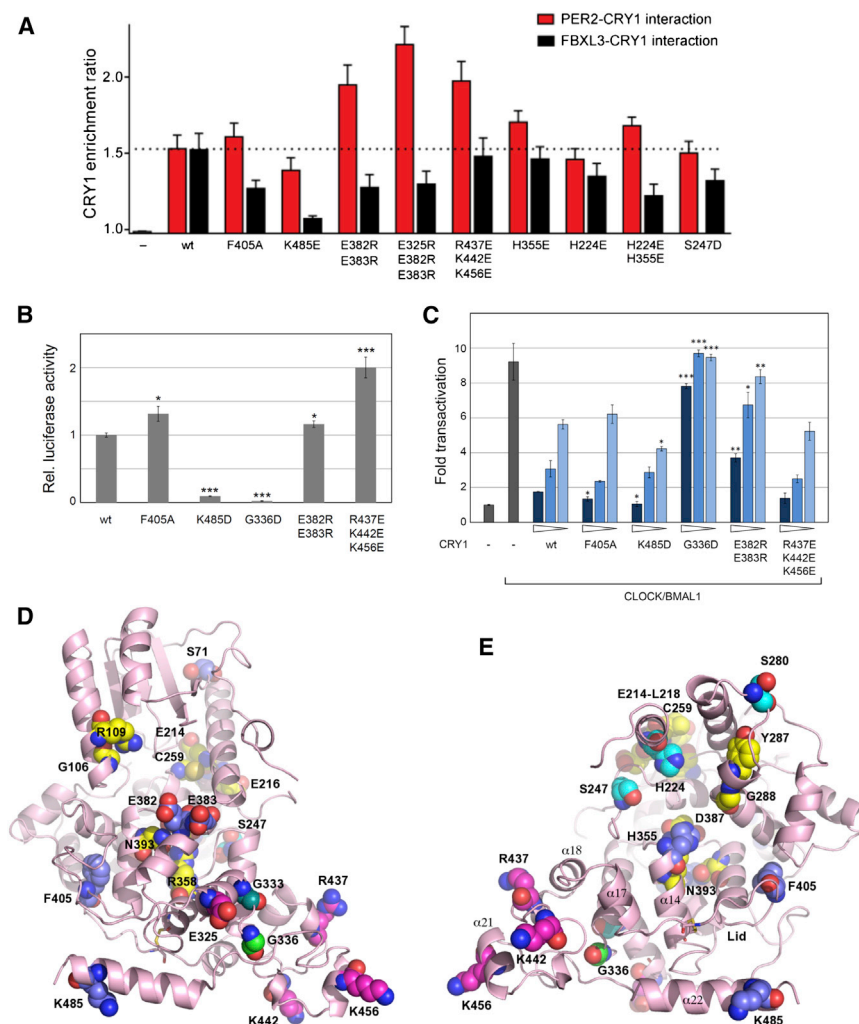 A
PER2-CRY1 interaction
FBXL3-CRY1 interaction
CRY1 enrichment ratio
2.0
1.5
1.0
– wt F405A K485E E382R E325R R437E H355E H224E H224E S247D
E383R E382R K442E H355E
E383R K456E
B
Rel. luciferase activity
2
1
0
* *** *** * ***
wt F405A K485D G336D E382R R437E
E383R K442E
K456E
C
Fold transactivation
10
8
6
4
2
0
* * * *** *** *** ** * **
CRY1 - - wt F405A K485D G336D E382R R437E
E383R K442E
K456E
CLOCK/BMAL1
D
S71
R109
E214
C259
G106
E216
E382 E383
S247
N393
F405
R358
G333
R437
E325
G336
K485
K442
K456
E
S280
E214-L218
C259
Y287
S247
H224
G288
D387
H355
R437
α18
F405
α17
α14
N393
α21
Lid
K442
G336
K456
α22
K485